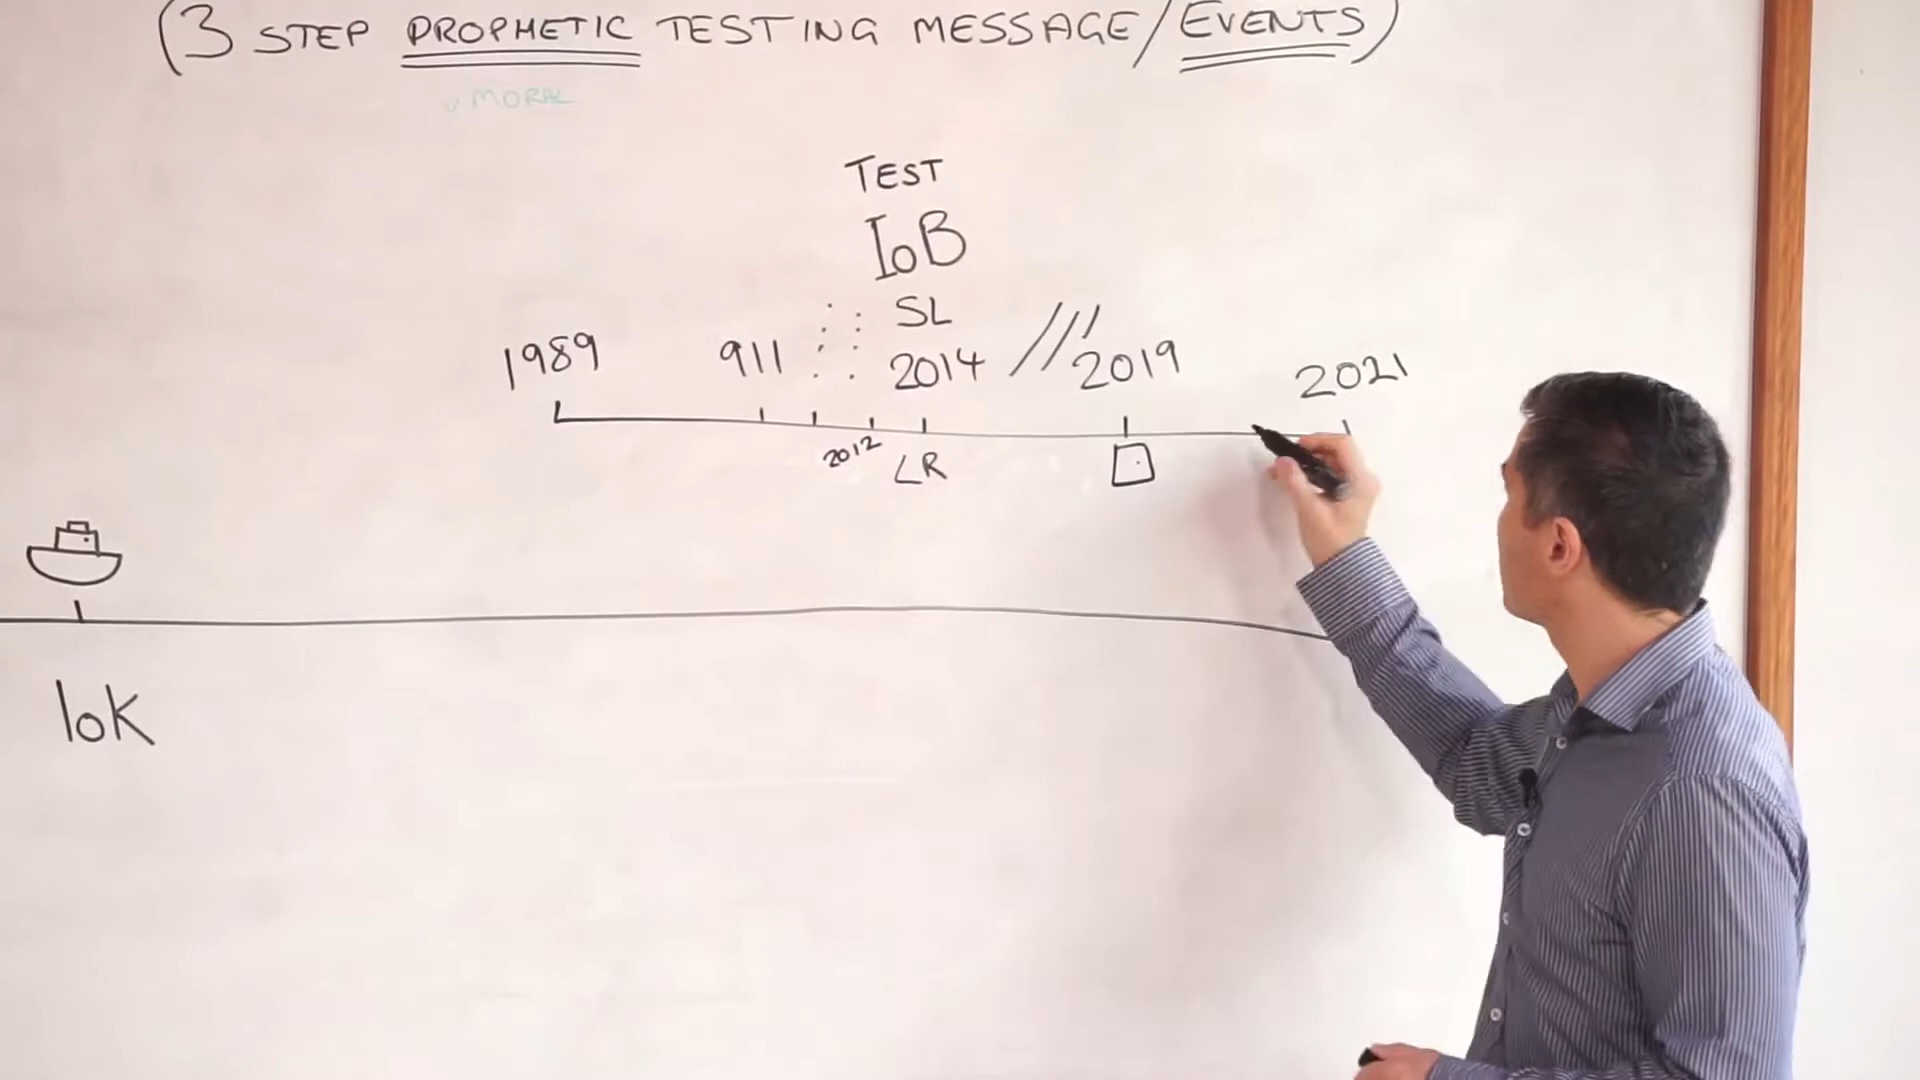 (3 STEP PROPHETIC TESTING MESSAGE/EVENTS)
✓ MORAL
TEST
IoB
SL
1989 911 2014 /// 2019 2021
2012 LR
IoK